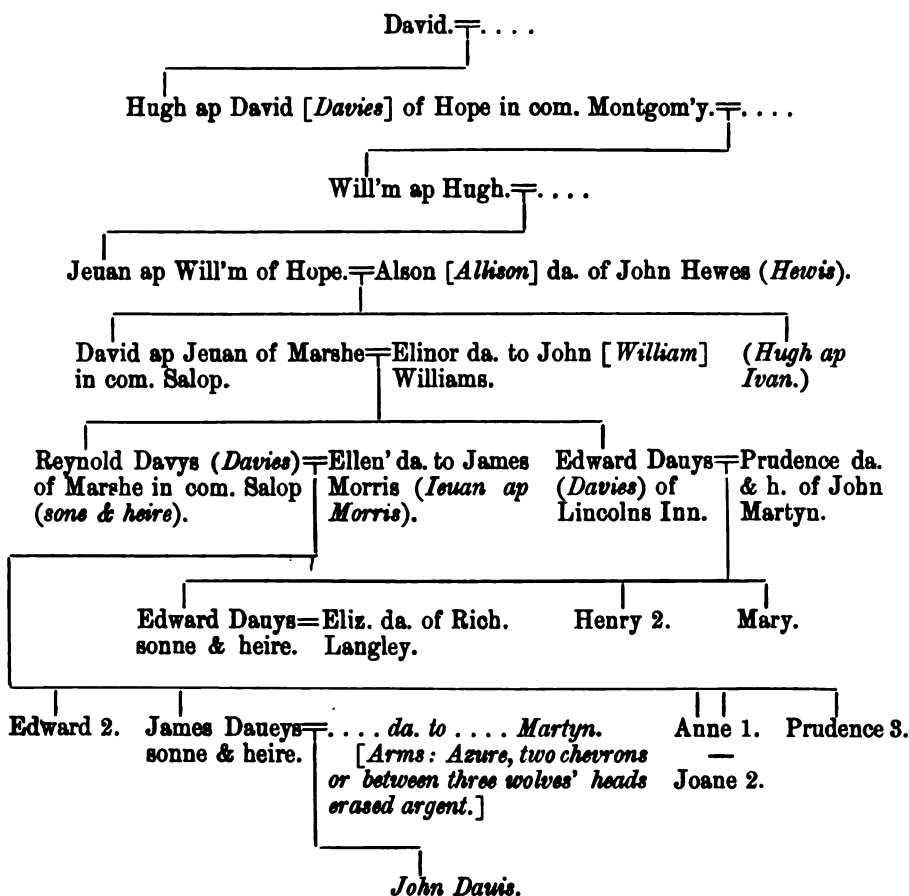 David.=. . . .
Hugh ap David [Davies] of Hope in com. Montgom'y.=. . . .
Will'm ap Hugh.=. . . .
Jeuan ap Will'm of Hope.=Alson [Allison] da. of John Hewes (Hewis).
David ap Jeuan of Marshe=Elinor da. to John [William]
in com. Salop.
Williams.
(Hugh ap
Ivan.)
Reynold Davys (Davies)=Ellen' da. to James
of Marshe in com. Salop
(sone & heire).
Morris (Ieuan ap
Morris).
Edward Dauys=Prudence da.
(Davies) of
Lincolns Inn.
& h. of John
Martyn.
Edward Dauys=Eliz. da. of Rich.
sonne & heire.
Langley.
Henry 2.
Mary.
Edward 2.
James Daueys=. . . . da. to . . . . Martyn.
sonne & heire.
[Arms: Azure, two chevrons
or between three wolves' heads
erased argent.]
Anne 1.
—
Joane 2.
Prudence 3.
John Dauis.